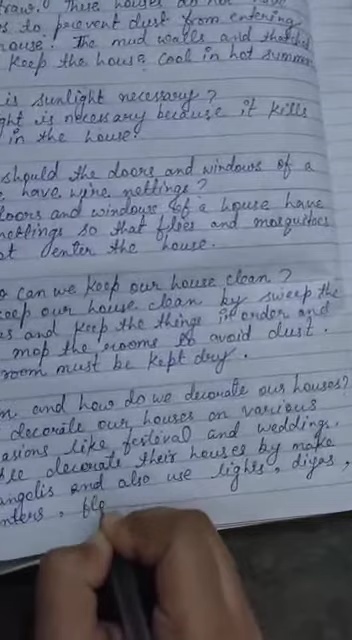 straw. These houses do not have
s to prevent dust from entering
house. The mud walls and thatched
keep the house cool in hot summer
is sunlight necessary?
ght is necessary because it kills
in the house.
should the doors and windows of a
e have wire nettings?
doors and windows of a house have
nettings so that flies and mosquitoes
ot enter the house.
o can we keep our house clean?
keep our house clean by sweep the
s and keep the things in order and
mop the rooms to avoid dust.
room must be kept dry.
n and how do we decorate our houses?
decorate our houses on various
asions like festival and weddings.
ple decorate their houses by make
angolis and also use lights, diyas,
nters, flo